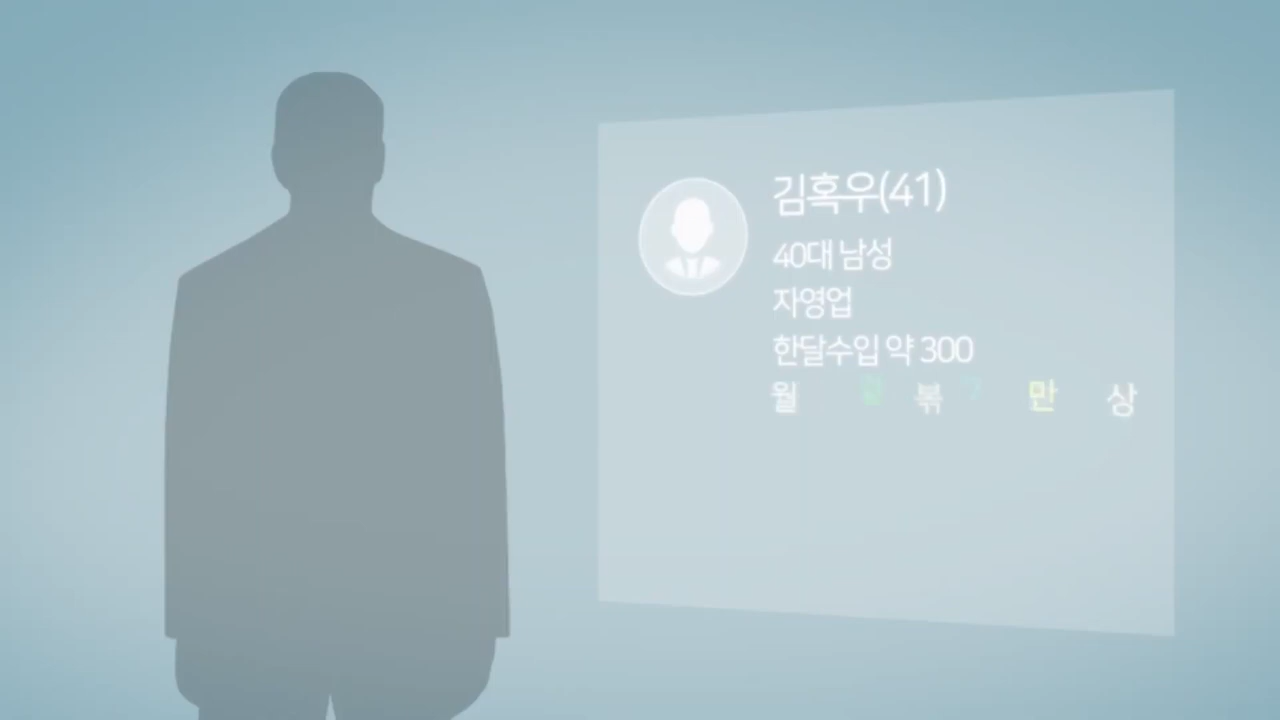 김혹우(41)
40대 남성
자영업
한달수입 약 300
월 볶 만 상